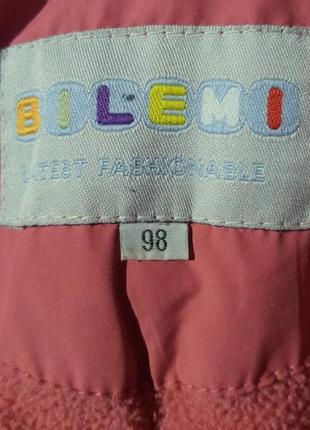 BILEMI
LATEST FASHIONABLE
98